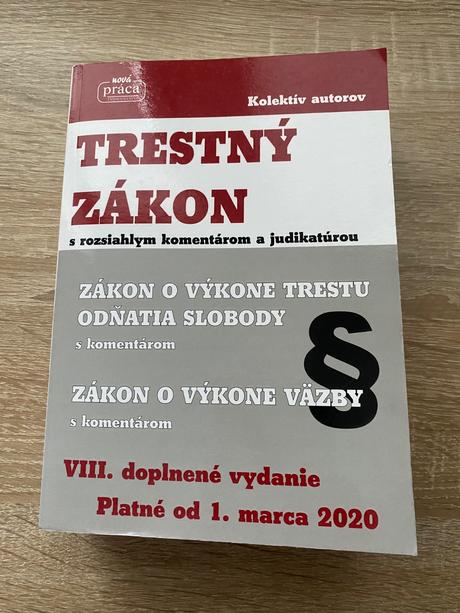 nová
práca
Kolektív autorov
TRESTNÝ
ZÁKON
s rozsiahlym komentárom a judikatúrou
ZÁKON O VÝKONE TRESTU
ODŇATIA SLOBODY
s komentárom
§
ZÁKON O VÝKONE VÄZBY
s komentárom
VIII. doplnené vydanie
Platné od 1. marca 2020